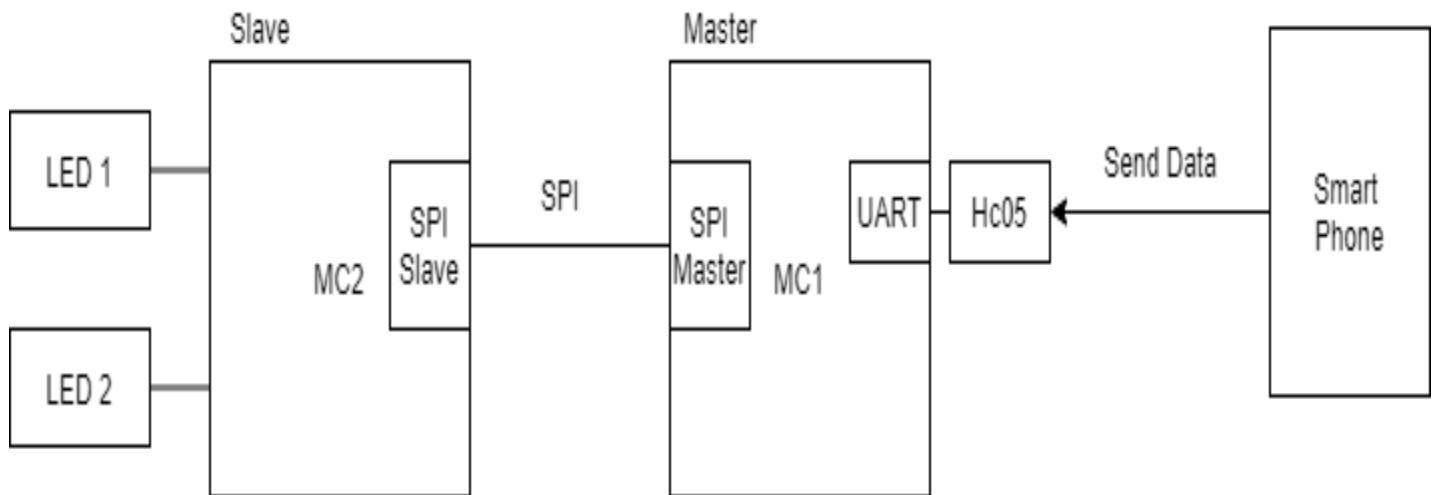 Slave
Master
LED 1
LED 2
MC2
SPI
Slave
SPI
SPI
Master
MC1
UART
Hc05
Send Data
Smart
Phone